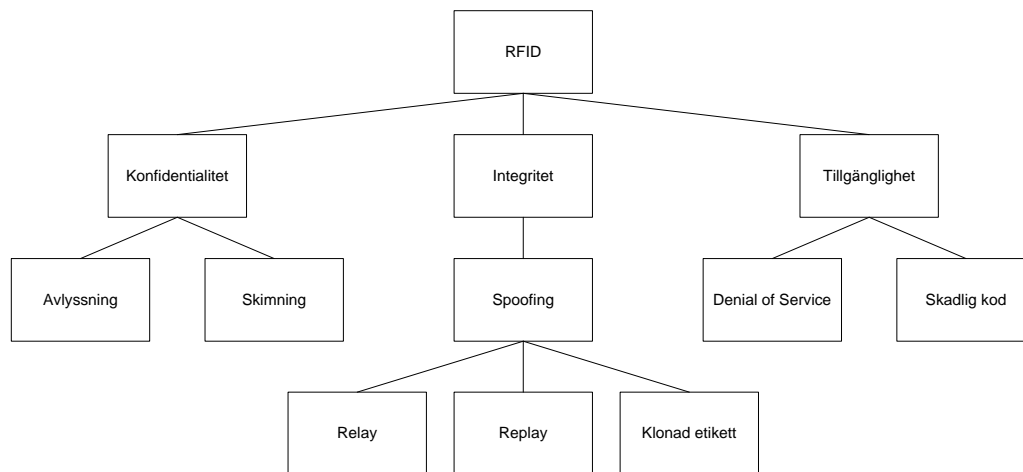 RFID
Konfidentialitet
Integritet
Tillgänglighet
Avlyssning
Skimning
Spoofing
Denial of Service
Skadlig kod
Relay
Replay
Klonad etikett